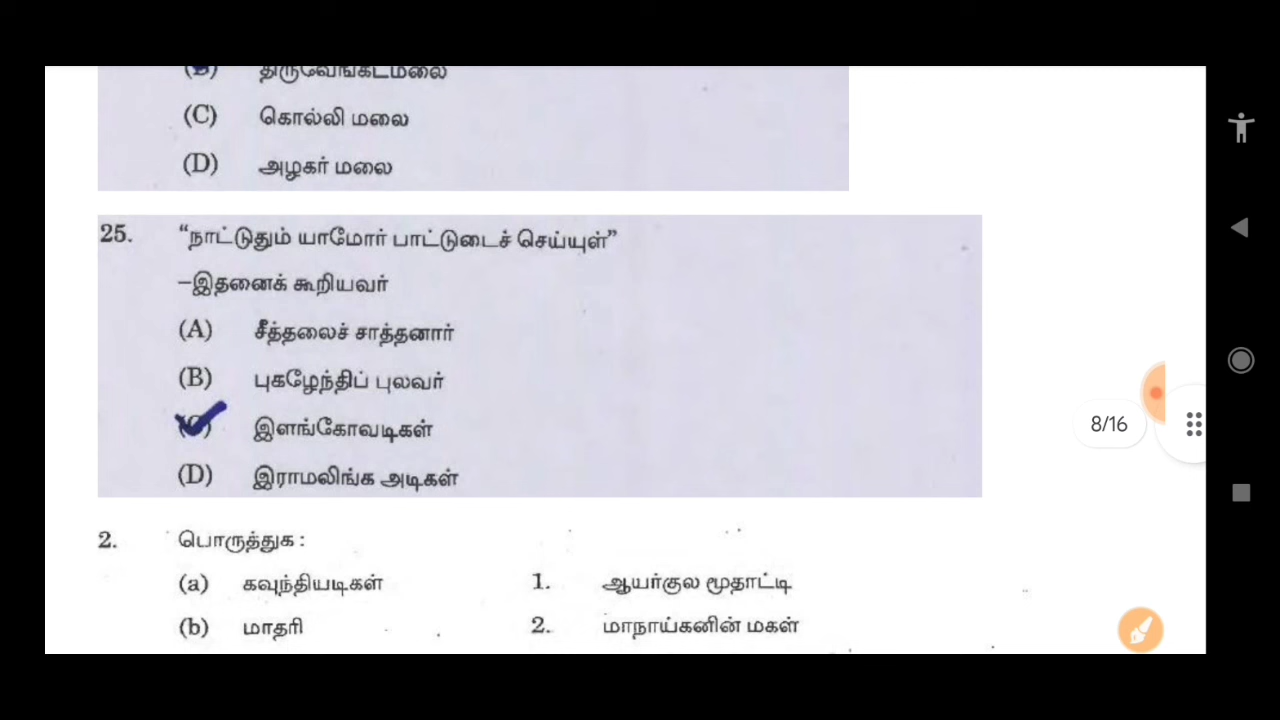 (B) திருவேங்கடமலை
(C) கொல்லி மலை
(D) அழகர் மலை
25. “நாட்டுதும் யாமோர் பாட்டுடைச் செய்யுள்”
–இதனைக் கூறியவர்
(A) சீத்தலைச் சாத்தனார்
(B) புகழேந்திப் புலவர்
(C) இளங்கோவடிகள்
(D) இராமலிங்க அடிகள்
8/16
2. பொருத்துக :
(a) கவுந்தியடிகள் 1. ஆயர்குல மூதாட்டி
(b) மாதரி 2. மாநாய்கனின் மகள்